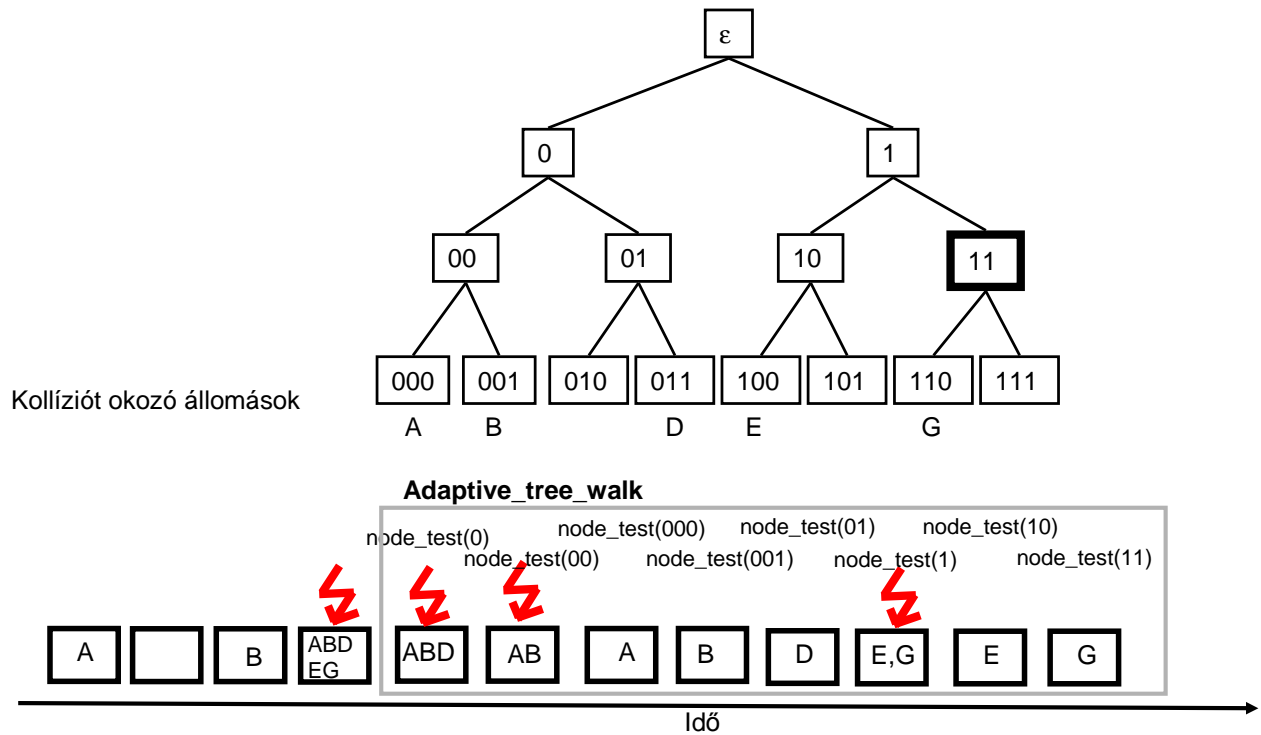 ε
0 1
00 01 10 11
000 001 010 011 100 101 110 111
Kollíziót okozó állomások
A B D E G
Adaptive_tree_walk
node_test(0) node_test(000) node_test(01) node_test(10)
node_test(00) node_test(001) node_test(1) node_test(11)
A B ABD ABD AB A B D E,G E G
EG
Idő